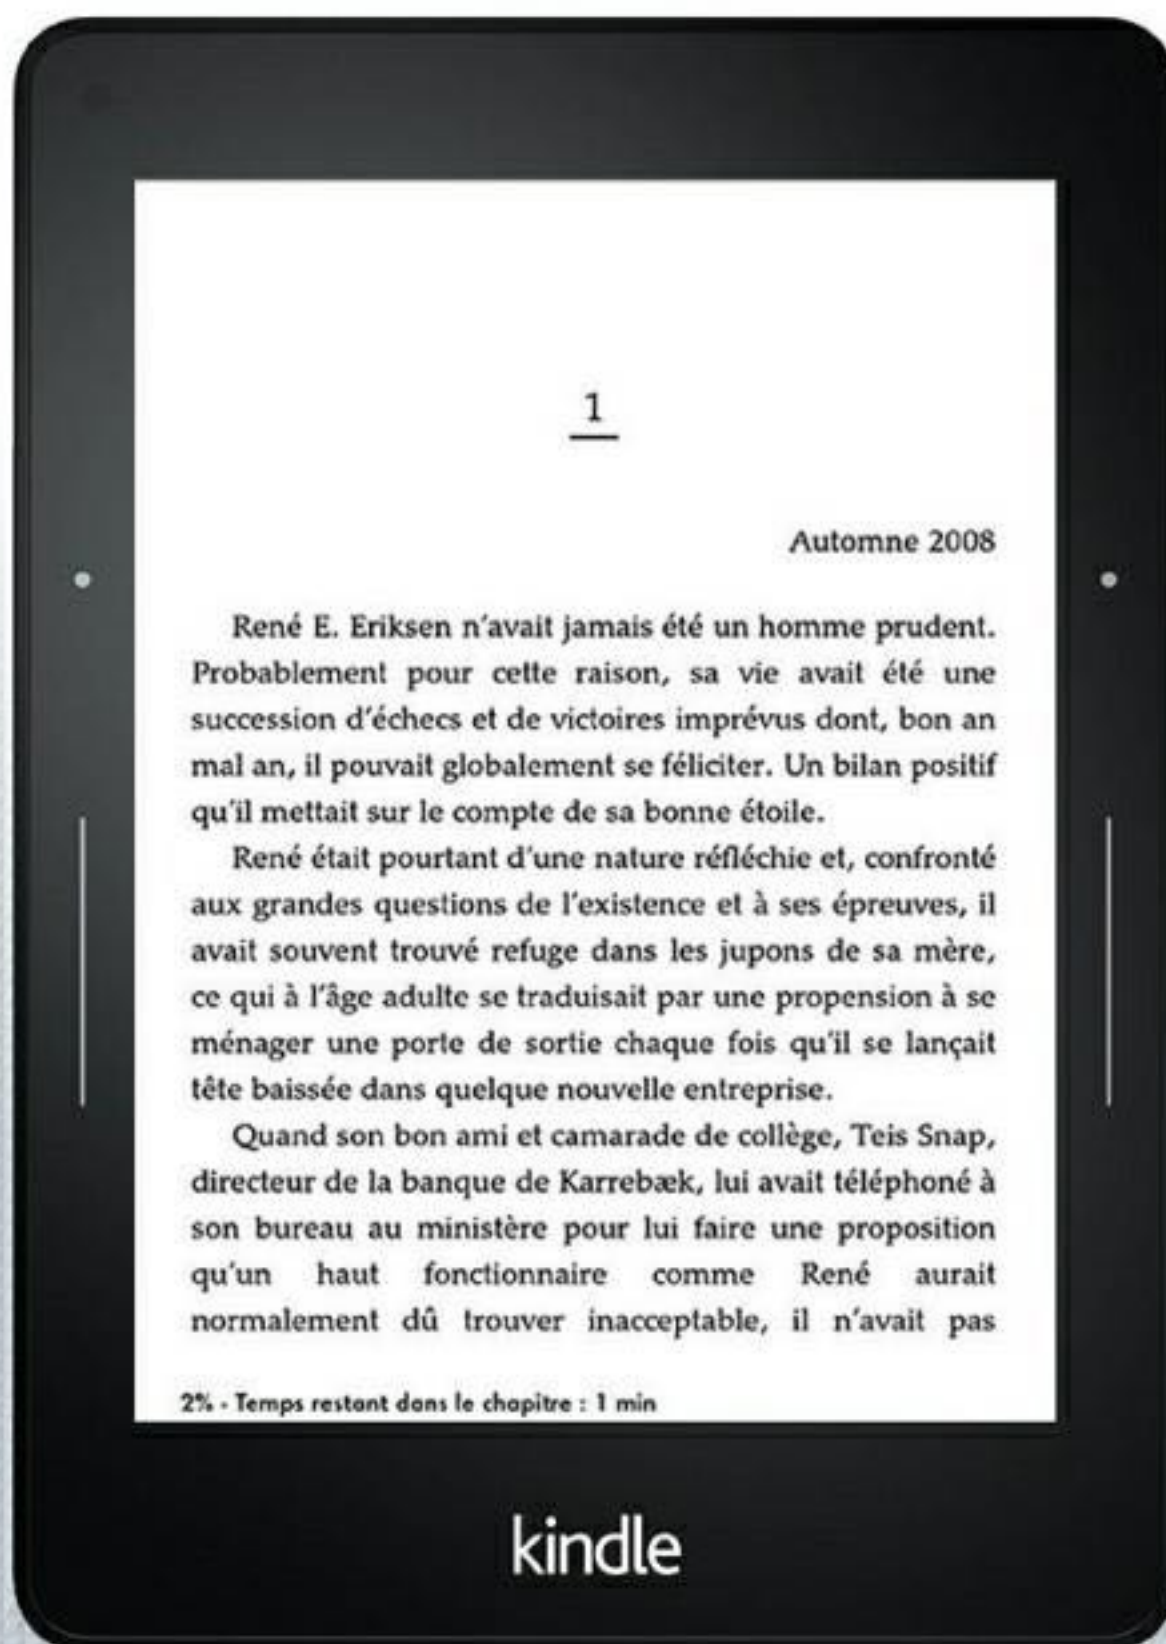 1
Automne 2008
René E. Eriksen n'avait jamais été un homme prudent.
Probablement pour cette raison, sa vie avait été une
succession d'échecs et de victoires imprévus dont, bon an
mal an, il pouvait globalement se féliciter. Un bilan positif
qu'il mettait sur le compte de sa bonne étoile.
René était pourtant d'une nature réfléchie et, confronté
aux grandes questions de l'existence et à ses épreuves, il
avait souvent trouvé refuge dans les jupons de sa mère,
ce qui à l'âge adulte se traduisait par une propension à se
ménager une porte de sortie chaque fois qu'il se lançait
tête baissée dans quelque nouvelle entreprise.
Quand son bon ami et camarade de collège, Teis Snap,
directeur de la banque de Karrebæk, lui avait téléphoné à
son bureau au ministère pour lui faire une proposition
qu'un haut fonctionnaire comme René aurait
normalement dû trouver inacceptable, il n'avait pas
2% - Temps restant dans le chapitre : 1 min
kindle